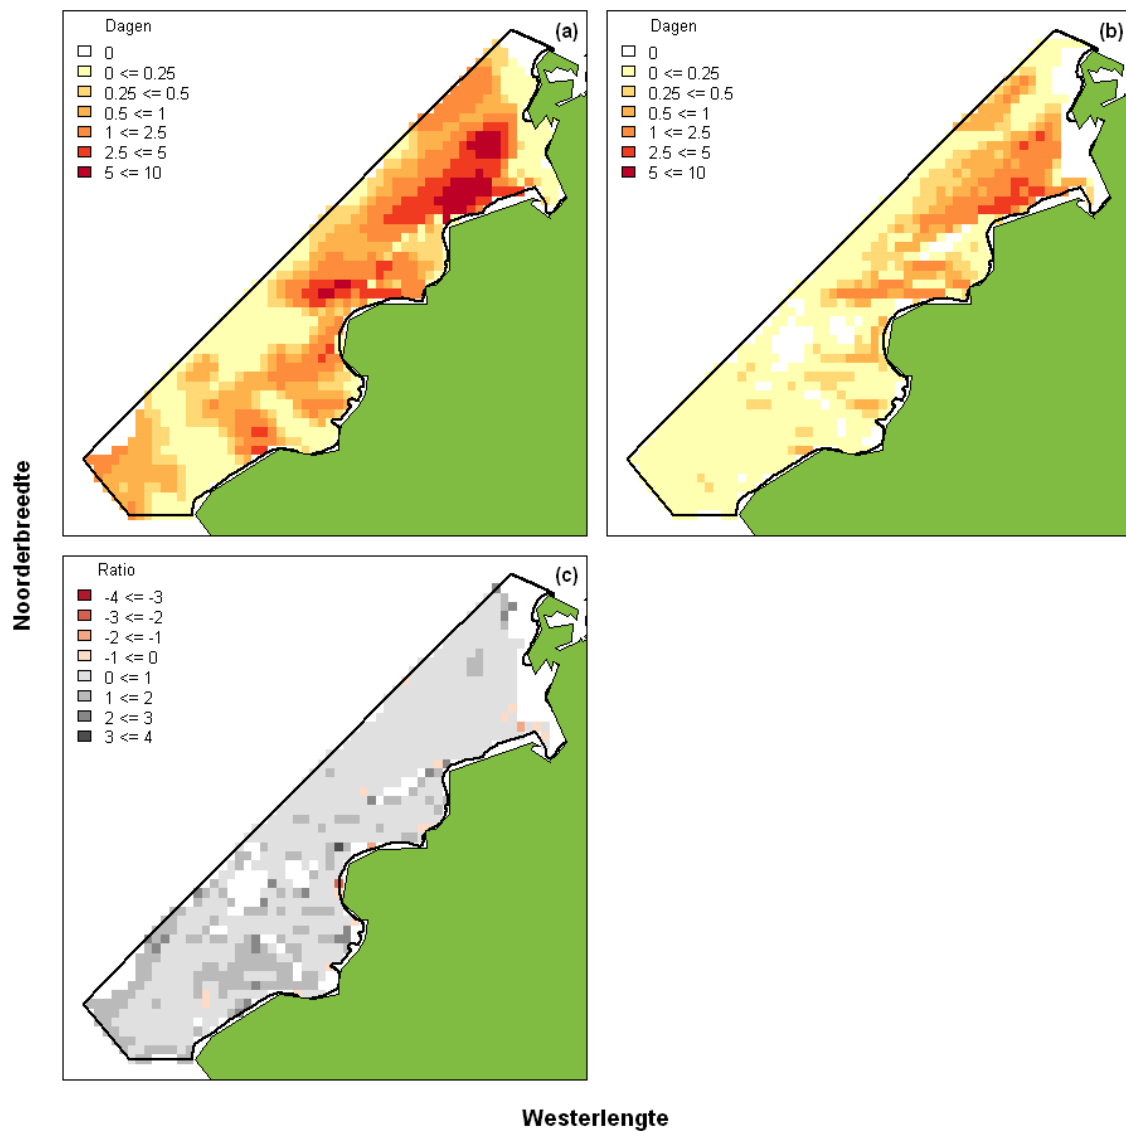 Dagen
(a)
0
0 <= 0.25
0.25 <= 0.5
0.5 <= 1
1 <= 2.5
2.5 <= 5
5 <= 10
Dagen
(b)
0
0 <= 0.25
0.25 <= 0.5
0.5 <= 1
1 <= 2.5
2.5 <= 5
5 <= 10
Noorderbreedte
Ratio
(c)
-4 <= -3
-3 <= -2
-2 <= -1
-1 <= 0
0 <= 1
1 <= 2
2 <= 3
3 <= 4
Westerlengte